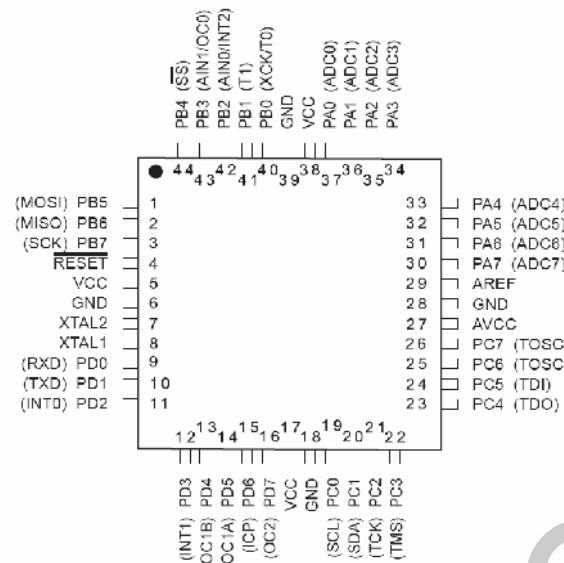 PB4 (SS)
PB3 (AIN1/OC0)
PB2 (AIN0/INT2)
PB1 (T1)
PB0 (XCK/T0)
GND
VCC
PA0 (ADC0)
PA1 (ADC1)
PA2 (ADC2)
PA3 (ADC3)
44 43 42 41 40 39 38 37 36 35 34
(MOSI) PB5 1
(MISO) PB6 2
(SCK) PB7 3
RESET 4
VCC 5
GND 6
XTAL2 7
XTAL1 8
(RXD) PD0 9
(TXD) PD1 10
(INT0) PD2 11
33 PA4 (ADC4)
32 PA5 (ADC5)
31 PA6 (ADC6)
30 PA7 (ADC7)
29 AREF
28 GND
27 AVCC
26 PC7 (TOSC
25 PC6 (TOSC
24 PC5 (TDI)
23 PC4 (TDO)
12 13 14 15 16 17 18 19 20 21 22
(INT1) PD3
OC1B) PD4
OC1A) PD5
(ICP) PD6
(OC2) PD7
VCC
GND
(SCL) PC0
(SDA) PC1
(TCK) PC2
(TMS) PC3